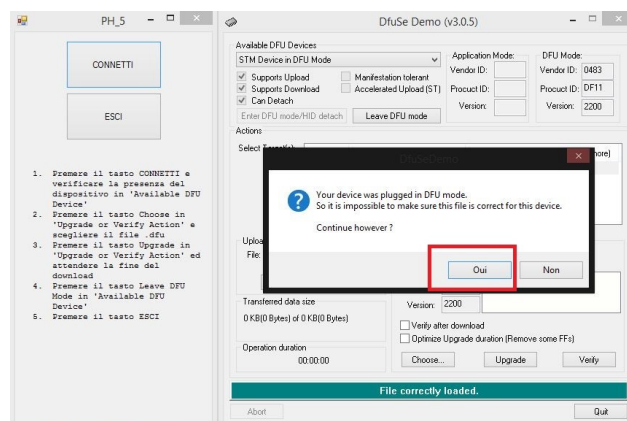 PH_5
CONNETTI
ESCI
1. Premere il tasto CONNETTI e
verificare la presenza del
dispositivo in 'Available DFU
Device'
2. Premere il tasto Choose in
'Upgrade or Verify Action' e
scegliere il file .dfu
3. Premere il tasto Upgrade in
'Upgrade or Verify Action' ed
attendere la fine del
download
4. Premere il tasto Leave DFU
Mode in 'Available DFU
Device'
5. Premere il tasto ESCI
DfuSe Demo (v3.0.5)
Available DFU Devices
STM Device in DFU Mode
Application Mode:
DFU Mode:
Supports Upload
Manifestation tolerant
Vendor ID:
Vendor ID: 0483
Supports Download
Accelerated Upload (ST)
Procuct ID:
Procuct ID: DF11
Can Detach
Version:
Version: 2200
Enter DFU mode/HID detach
Leave DFU mode
Actions
Select
DfuseDemo
Your device was plugged in DFU mode.
So it is impossible to make sure this file is correct for this device.
Continue however ?
Oui
Non
File:
Transferred data size
Version: 2200
0 KB(0 Bytes) of 0 KB(0 Bytes)
Verify after download
Optimize Upgrade duration (Remove some FFs)
Operation duration
00:00:00
Choose...
Upgrade
Verify
File correctly loaded.
Abort
Quit